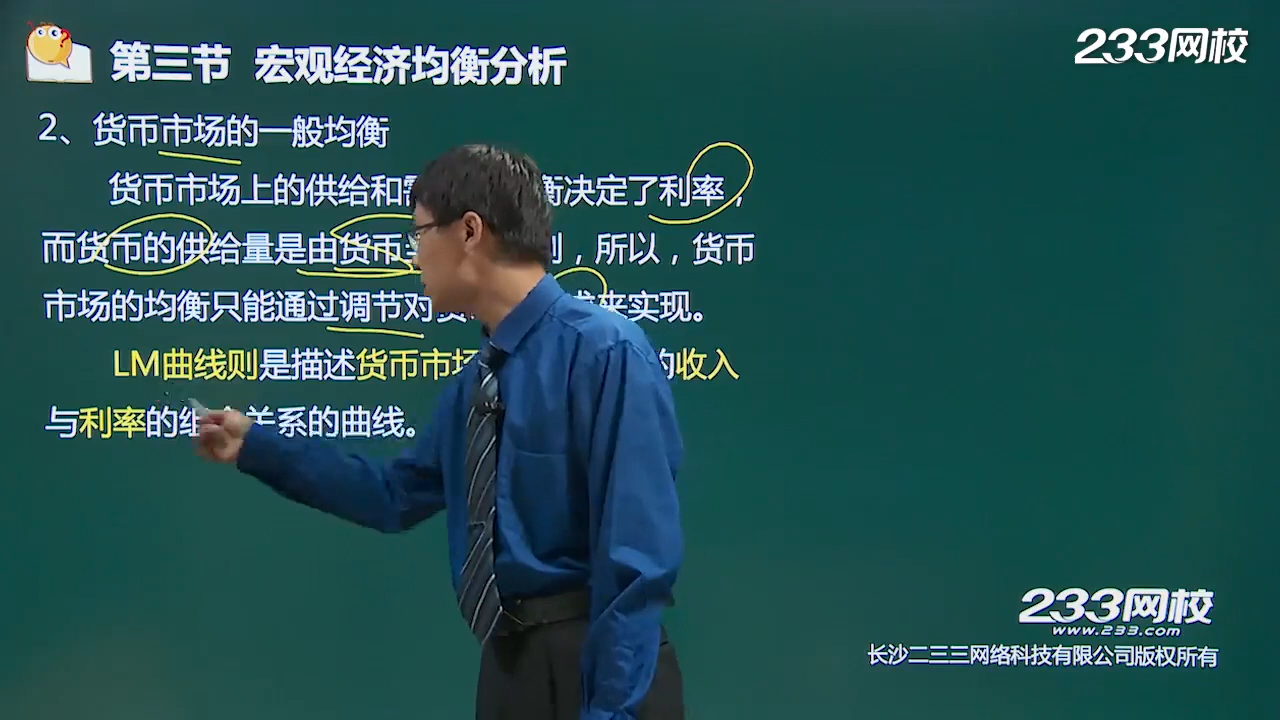 第三节 宏观经济均衡分析
233网校
2、货币市场的一般均衡
货币市场上的供给和 衡决定了利率，
而货币的供给量是由货币 ，所以，货币
市场的均衡只能通过调节对 来实现。
LM曲线则是描述货币市场 的收入
与利率的组 关系的曲线。
233网校
www.233.com
长沙二三三网络科技有限公司版权所有